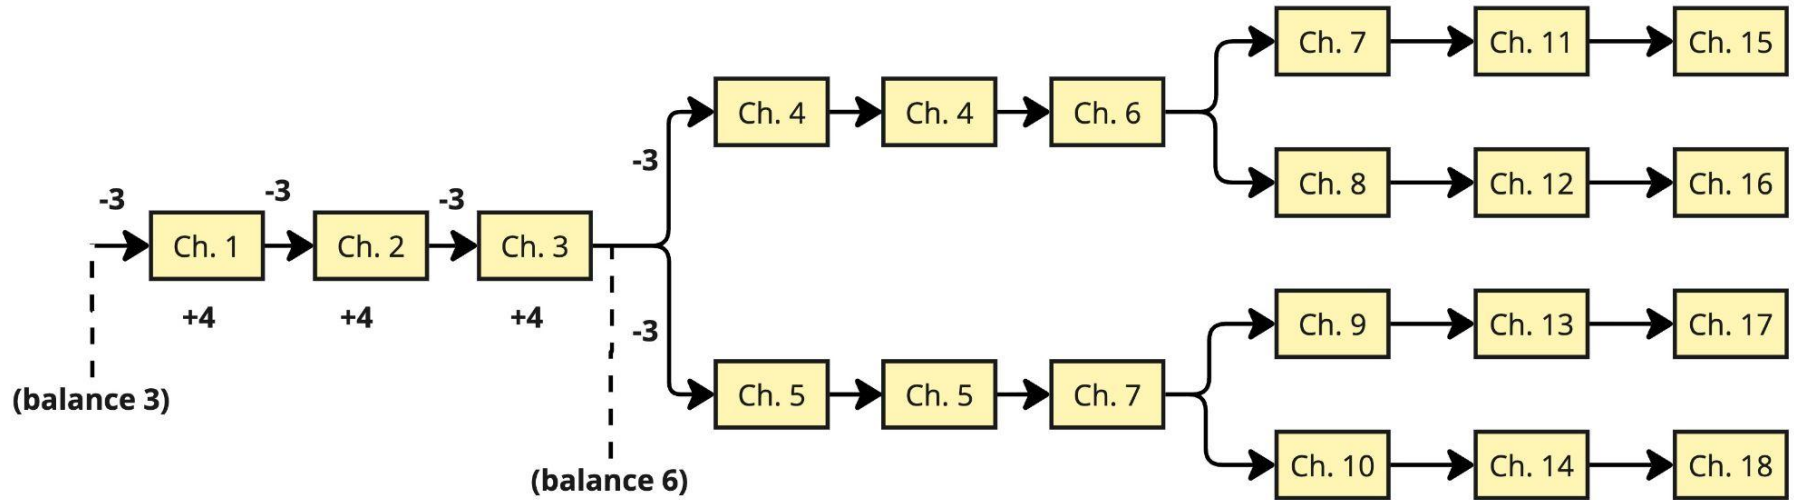 Ch. 7
Ch. 11
Ch. 15
Ch. 4
Ch. 4
Ch. 6
-3
Ch. 8
Ch. 12
Ch. 16
-3
-3
-3
Ch. 1
Ch. 2
Ch. 3
+4
+4
+4
-3
Ch. 9
Ch. 13
Ch. 17
(balance 3)
Ch. 5
Ch. 5
Ch. 7
(balance 6)
Ch. 10
Ch. 14
Ch. 18